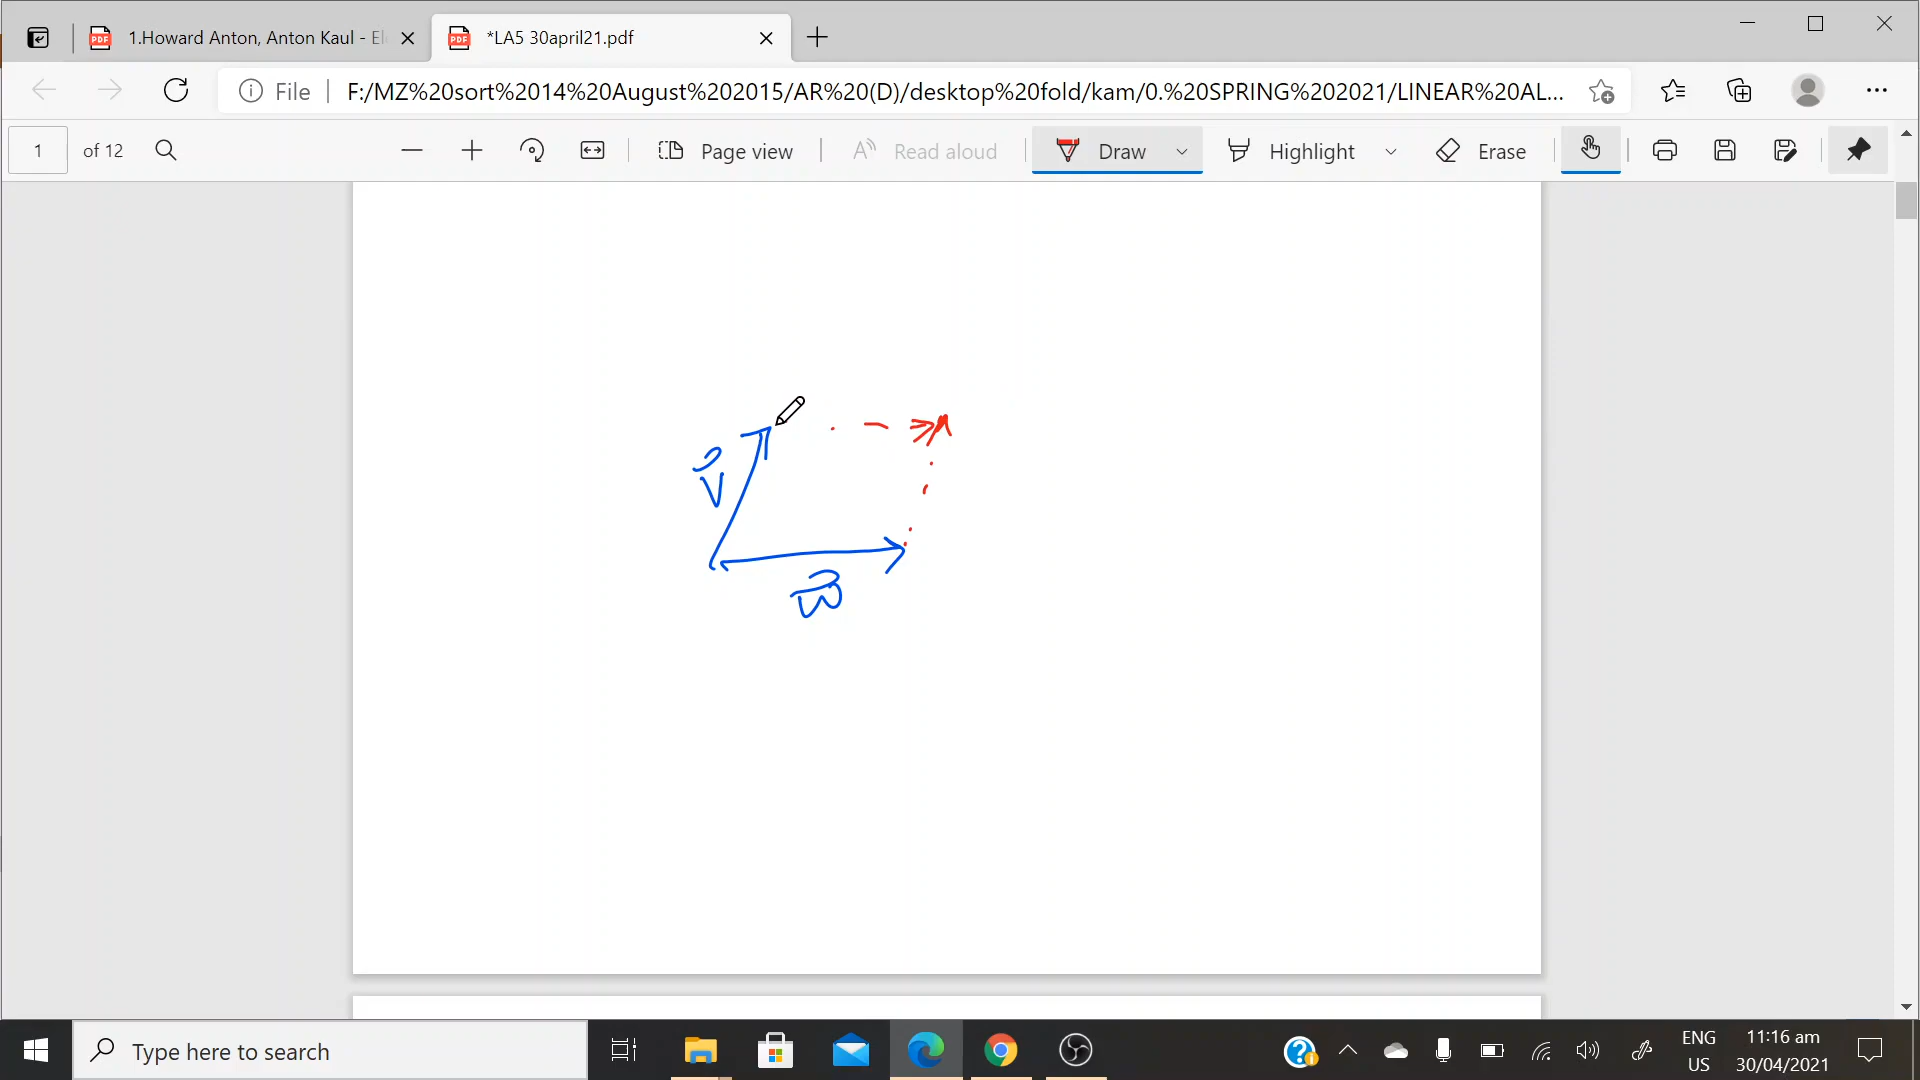 1.Howard Anton, Anton Kaul - El
*LA5 30april21.pdf
File
F:/MZ%20sort%2014%20August%202015/AR%20(D)/desktop%20fold/kam/0.%20SPRING%202021/LINEAR%20AL...
1
of 12
Page view
Read aloud
Draw
Highlight
Erase
v
w
Type here to search
ENG
US
11:16 am
30/04/2021